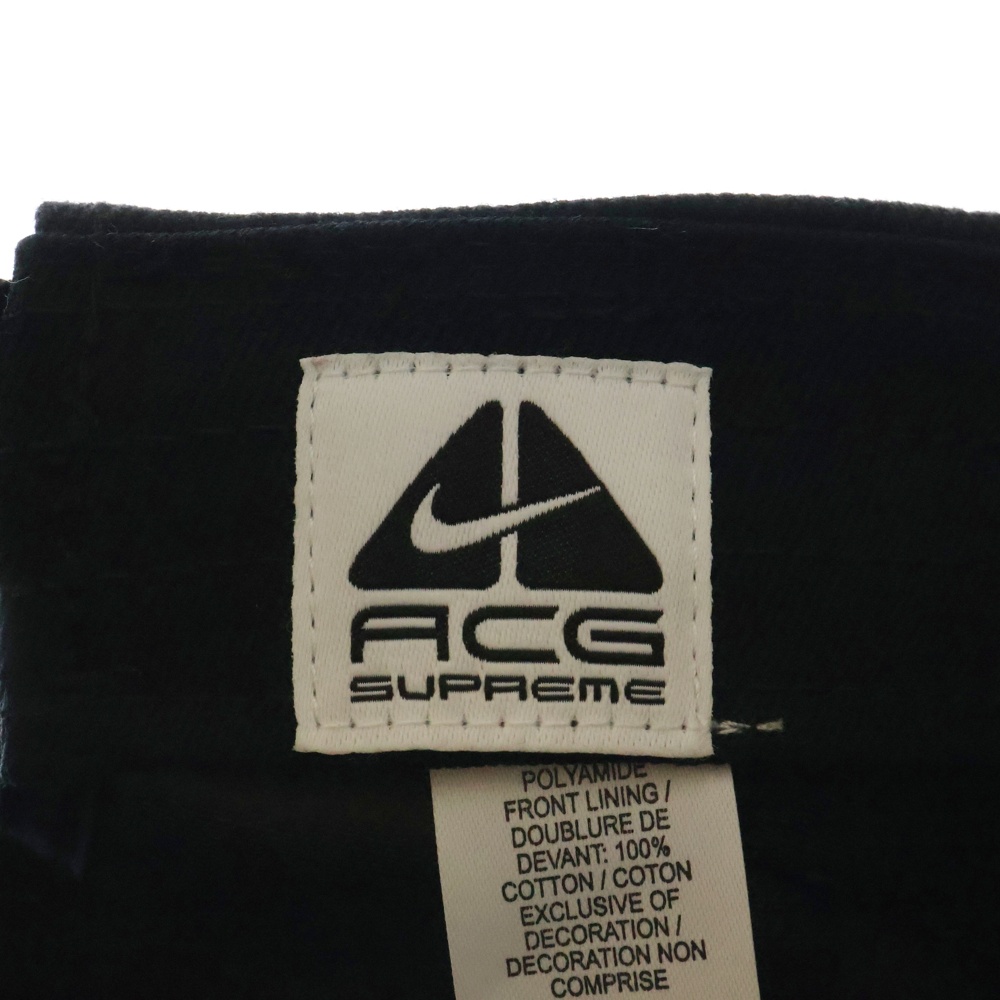 ACG
SUPREME
POLYAMIDE
FRONT LINING /
DOUBLURE DE
DEVANT: 100%
COTTON / COTON
EXCLUSIVE OF
DECORATION /
DECORATION NON
COMPRISE